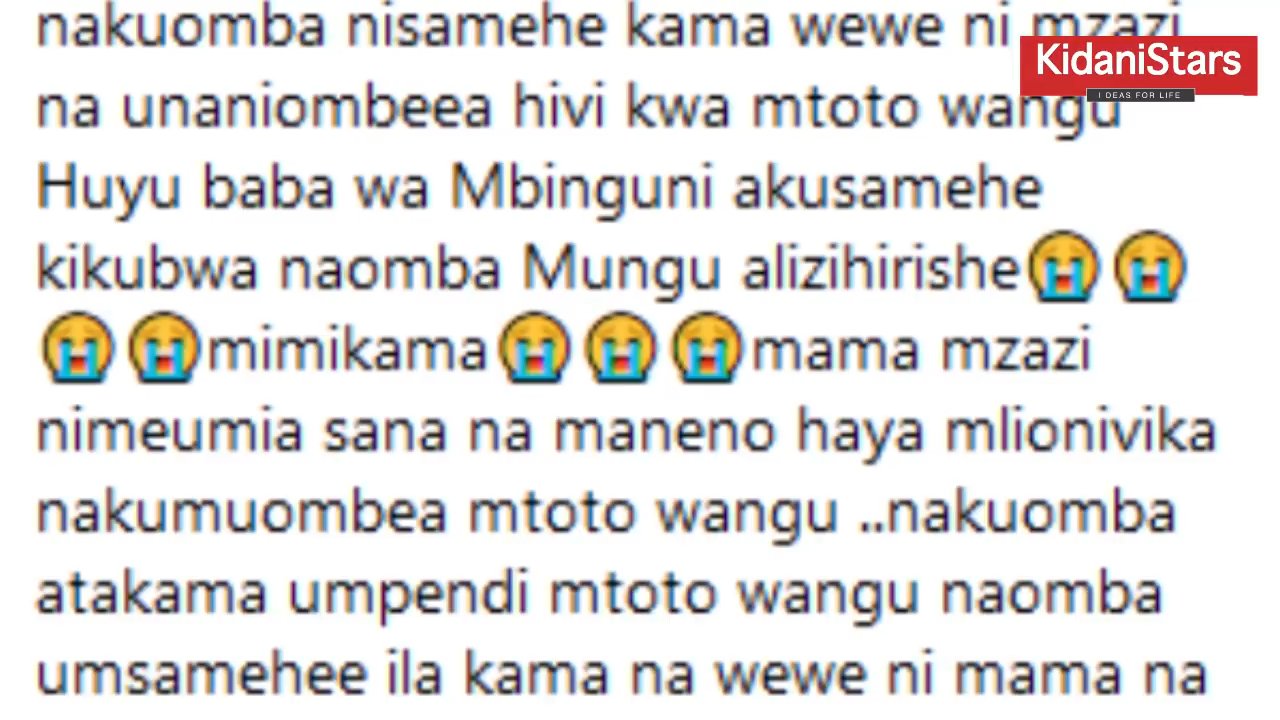 nakuomba nisamehe kama wewe ni mzazi
KidaniStars
IDEAS FOR LIFE
na unaniombeea hivi kwa mtoto wangu
Huyu baba wa Mbinguni akusamehe
kikubwa naomba Mungu alizihirishe😭😭
😭😭mimikama😭😭😭mama mzazi
nimeumia sana na maneno haya mlionivika
nakumuombea mtoto wangu ..nakuomba
atakama umpendi mtoto wangu naomba
umsamehee ila kama na wewe ni mama na